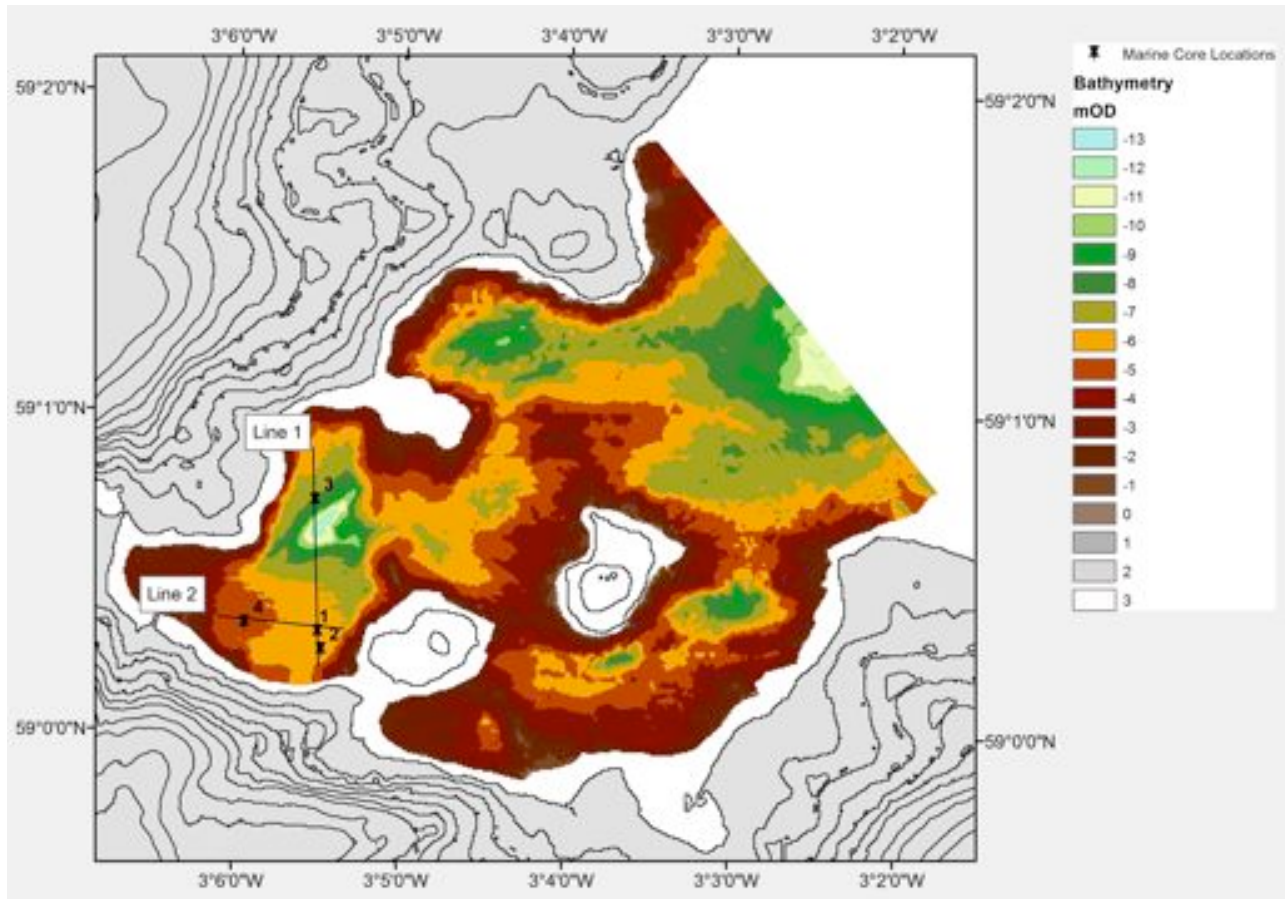 3°6'0"W 3°5'0"W 3°4'0"W 3°3'0"W 3°2'0"W
Marine Core Locations
Bathymetry
mOD
-13
-12
-11
-10
-9
-8
-7
-6
-5
-4
-3
-2
-1
0
1
2
3
59°2'0"N 59°2'0"N
59°1'0"N 59°1'0"N
Line 1
3
Line 2
4
1
2
59°0'0"N 59°0'0"N
3°6'0"W 3°5'0"W 3°4'0"W 3°3'0"W 3°2'0"W